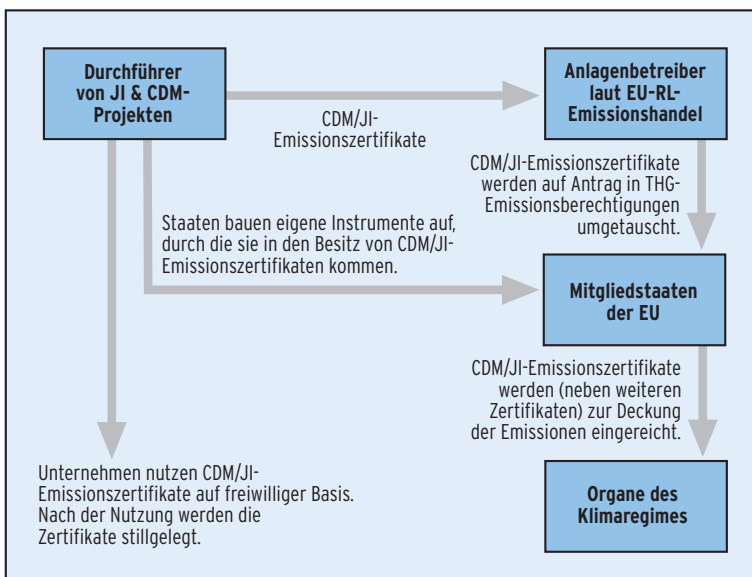 Durchführer
von JI & CDM-
Projekten
CDM/JI-
Emissionszertifikate
Anlagenbetreiber
laut EU-RL-
Emissionshandel
CDM/JI-Emissionszertifikate
werden auf Antrag in THG-
Emissionsberechtigungen
umgetauscht.
Staaten bauen eigene Instrumente auf,
durch die sie in den Besitz von CDM/JI-
Emissionszertifikaten kommen.
Mitgliedstaaten
der EU
CDM/JI-Emissionszertifikate
werden (neben weiteren
Zertifikaten) zur Deckung
der Emissionen eingereicht.
Unternehmen nutzen CDM/JI-
Emissionszertifikate auf freiwilliger Basis.
Nach der Nutzung werden die
Zertifikate stillgelegt.
Organe des
Klimaregimes